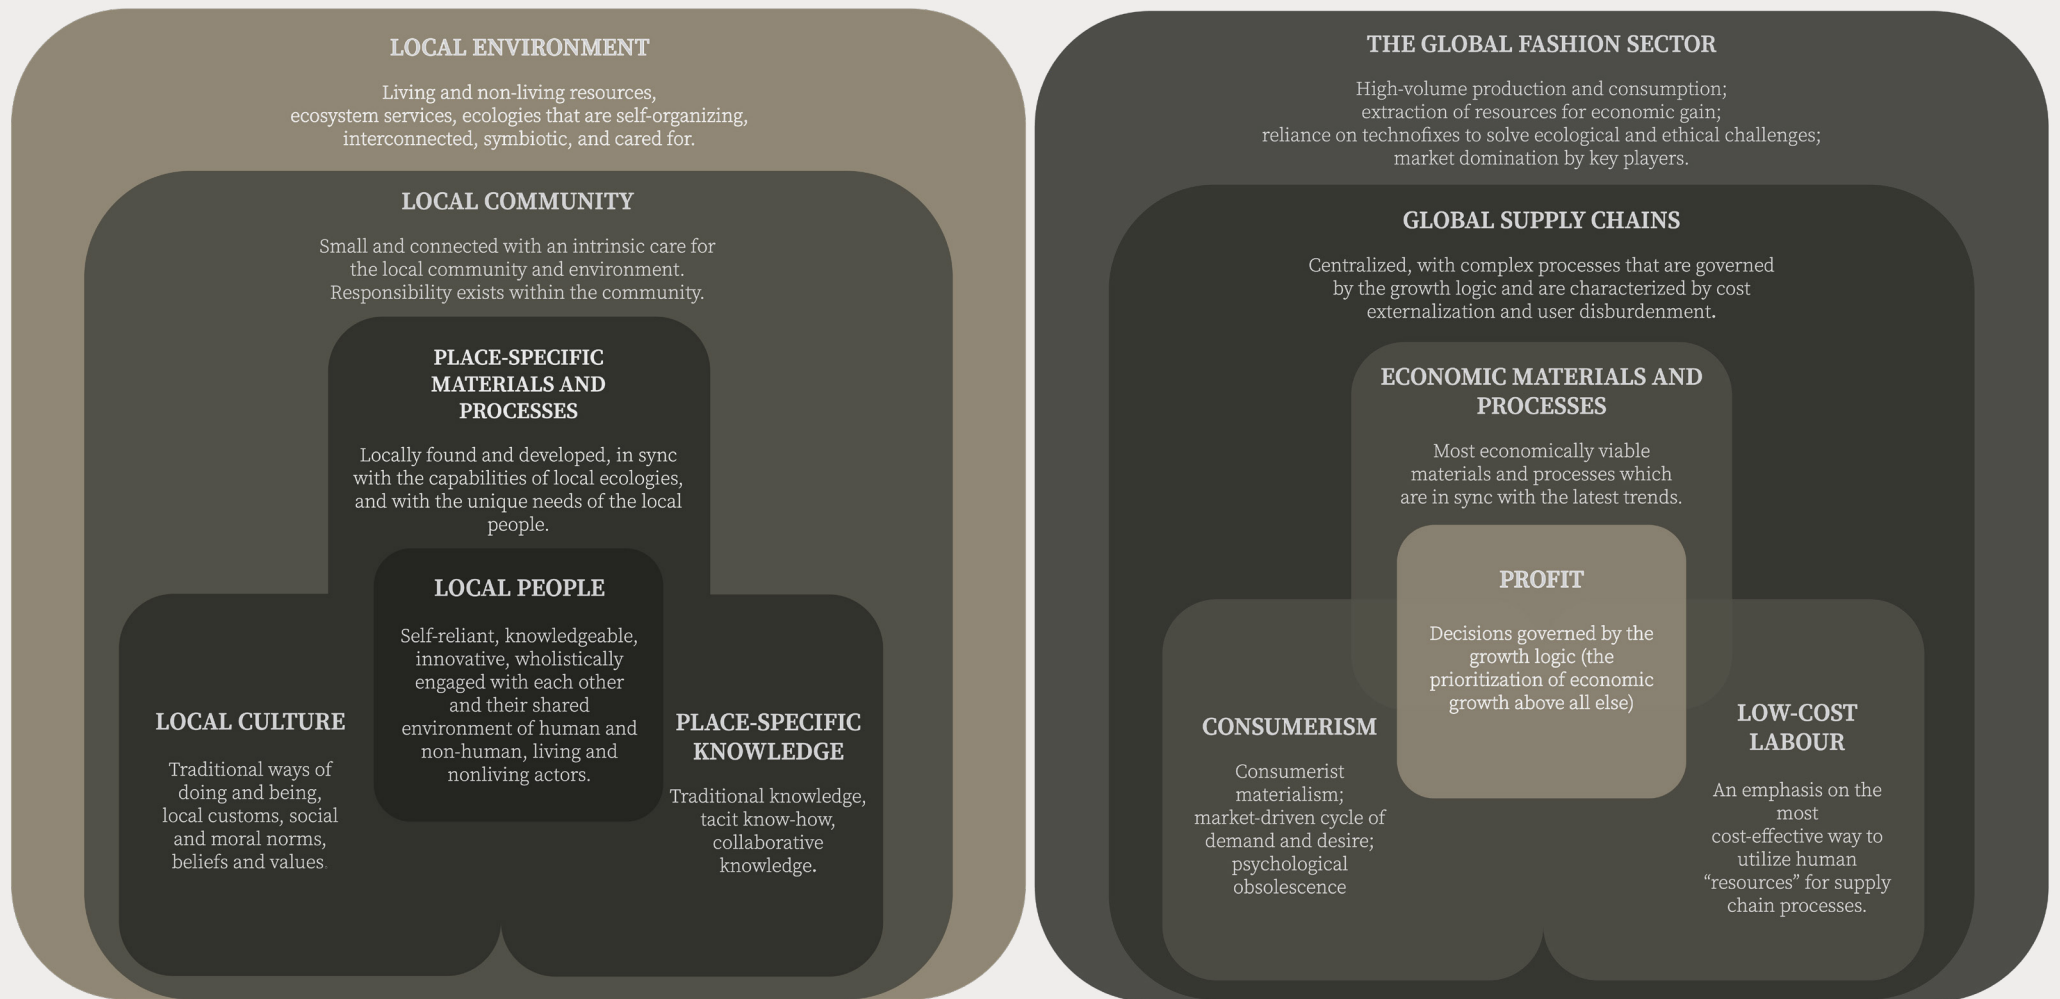 LOCAL ENVIRONMENT
Living and non-living resources,
ecosystem services, ecologies that are self-organizing,
interconnected, symbiotic, and cared for.
LOCAL COMMUNITY
Small and connected with an intrinsic care for
the local community and environment.
Responsibility exists within the community.
PLACE-SPECIFIC
MATERIALS AND
PROCESSES
Locally found and developed, in sync
with the capabilities of local ecologies,
and with the unique needs of the local
people.
LOCAL PEOPLE
Self-reliant, knowledgeable,
innovative, wholistically
engaged with each other
and their shared
environment of human and
non-human, living and
nonliving actors.
LOCAL CULTURE
Traditional ways of
doing and being,
local customs, social
and moral norms,
beliefs and values.
PLACE-SPECIFIC
KNOWLEDGE
Traditional knowledge,
tacit know-how,
collaborative
knowledge.
THE GLOBAL FASHION SECTOR
High-volume production and consumption;
extraction of resources for economic gain;
reliance on technofixes to solve ecological and ethical challenges;
market domination by key players.
GLOBAL SUPPLY CHAINS
Centralized, with complex processes that are governed
by the growth logic and are characterized by cost
externalization and user disburdenment.
ECONOMIC MATERIALS AND
PROCESSES
Most economically viable
materials and processes which
are in sync with the latest trends.
PROFIT
Decisions governed by the
growth logic (the
prioritization of economic
growth above all else)
CONSUMERISM
Consumerist
materialism;
market-driven cycle of
demand and desire;
psychological
obsolescence
LOW-COST
LABOUR
An emphasis on the
most
cost-effective way to
utilize human
“resources” for supply
chain processes.